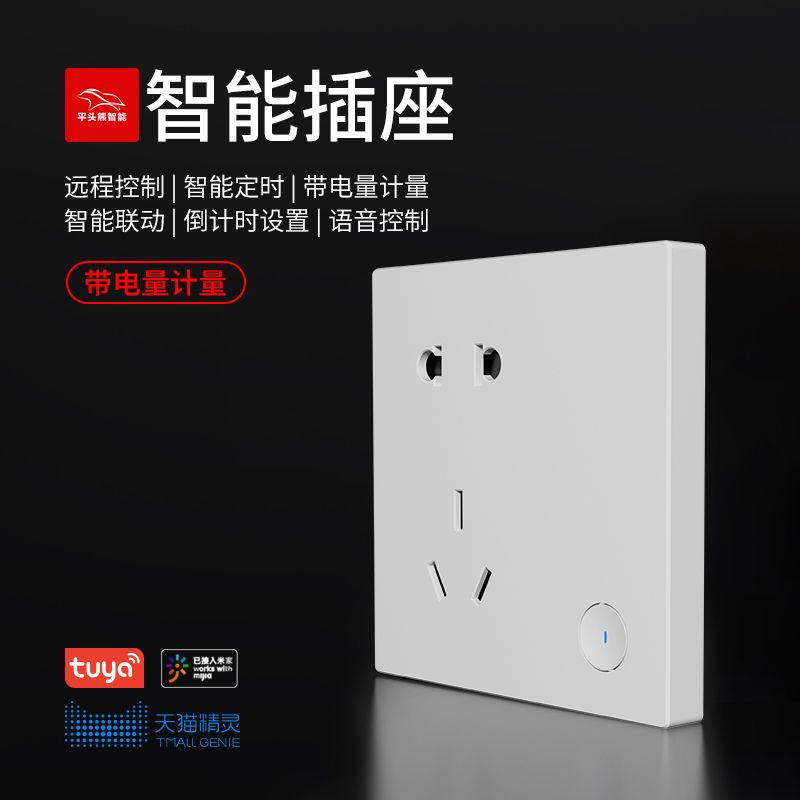 平头熊智能
智能插座
远程控制 | 智能定时 | 带电量计量
智能联动 | 倒计时设置 | 语音控制
带电量计量
tuya
已接入米家
works with
mijia
天猫精灵
TMALL GENIE